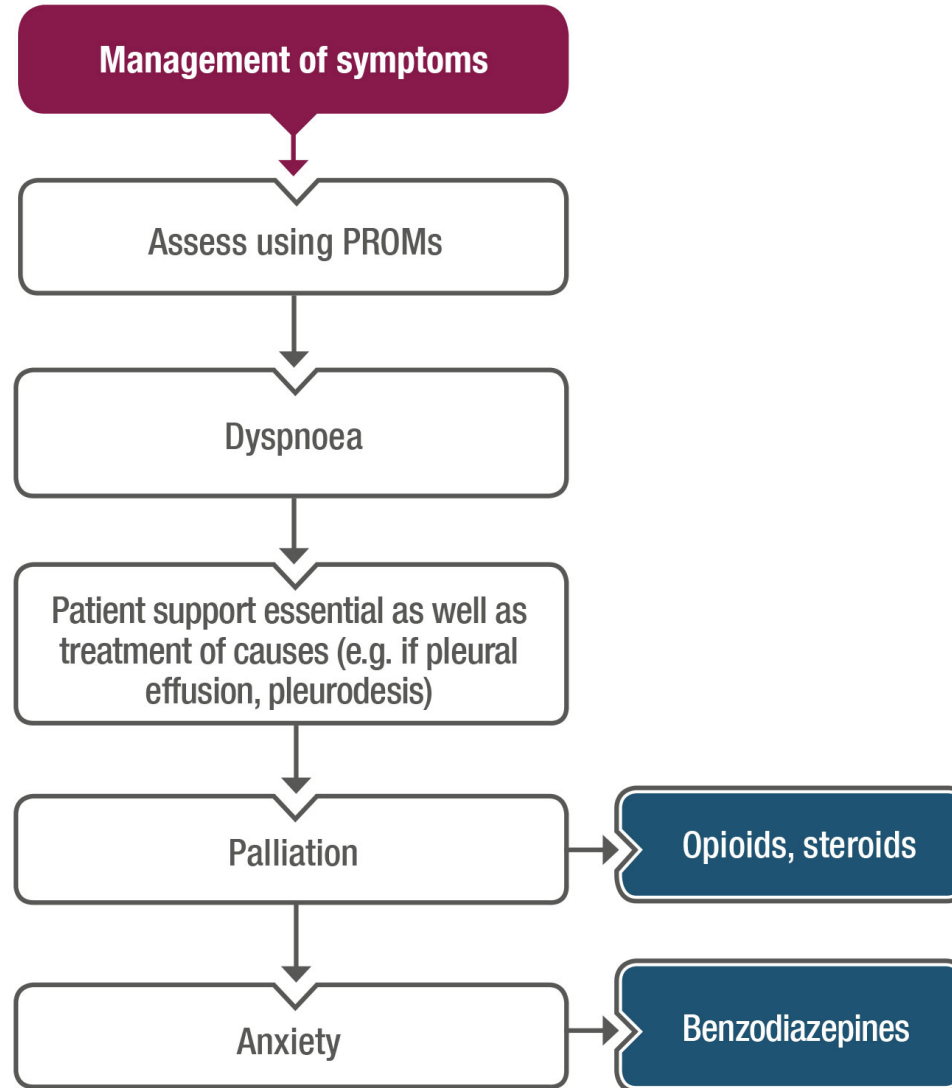 Management of symptoms
Assess using PROMs
Dyspnoea
Patient support essential as well as
treatment of causes (e.g. if pleural
effusion, pleurodesis)
Palliation
Opioids, steroids
Anxiety
Benzodiazepines